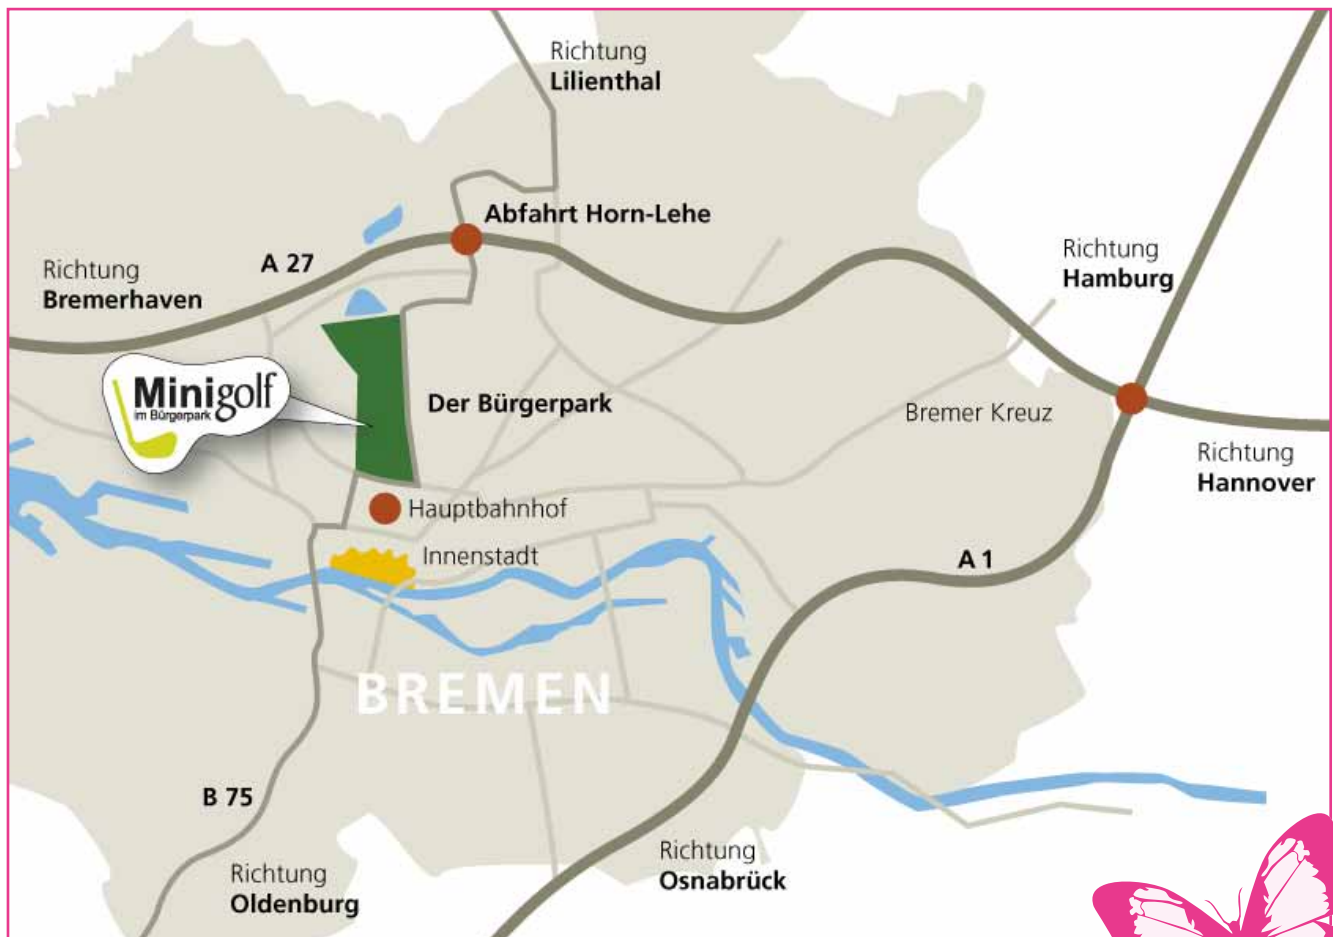 Richtung
Lilienthal
Abfahrt Horn-Lehe
A 27
Richtung
Hamburg
Richtung
Bremerhaven
Minigolf
im Bürgerpark
Der Bürgerpark
Bremer Kreuz
Richtung
Hannover
Hauptbahnhof
Innenstadt
A 1
BREMEN
B 75
Richtung
Osnabrück
Richtung
Oldenburg